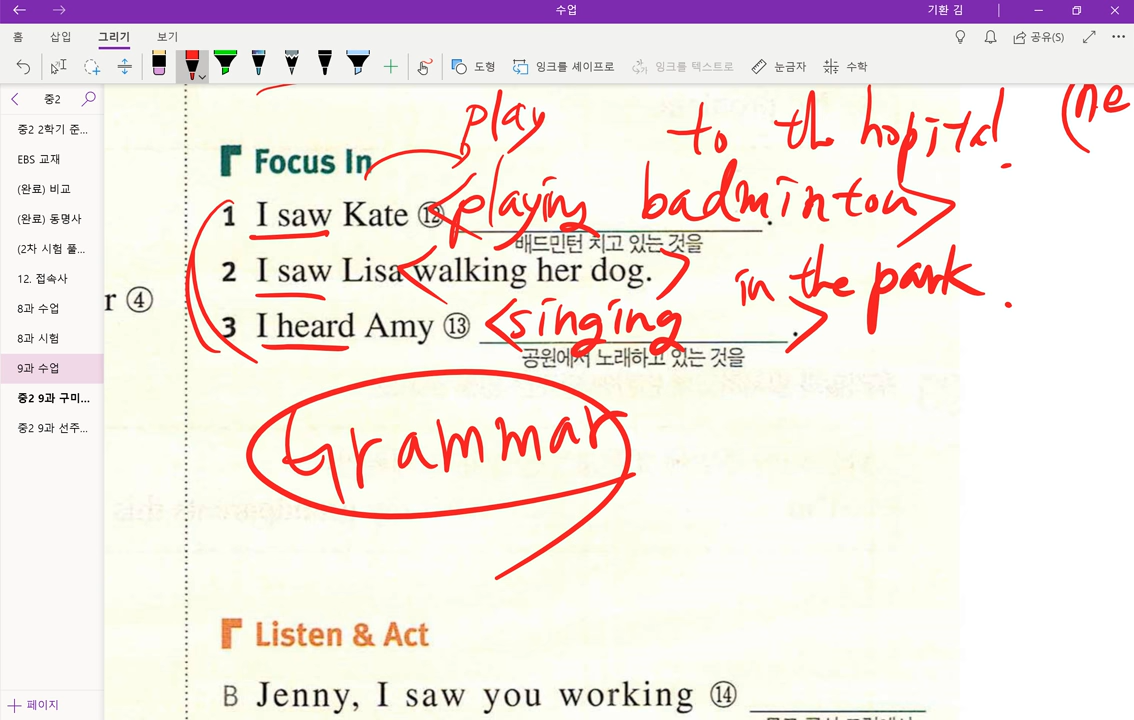 수업
기환 김
홈 삽입 그리기 보기
공유(S)
도형 잉크를 셰이프로 잉크를 텍스트로 눈금자 수학
중2
중2 2학기 준...
EBS 교재
(완료) 비교
(완료) 동명사
(2차 시험 풀...
12. 접속사
8과 수업
8과 시험
9과 수업
중2 9과 구미...
중2 9과 선주...
페이지
play
to the hopital. (he
Focus In
1 I saw Kate ⑫ <playing badminton>.
배드민턴 치고 있는 것을
2 I saw Lisa <walking her dog.>
in the park.
r ④
3 I heard Amy ⑬ <singing>.
공원에서 노래하고 있는 것을
Grammar
Listen & Act
B Jenny, I saw you working ⑭